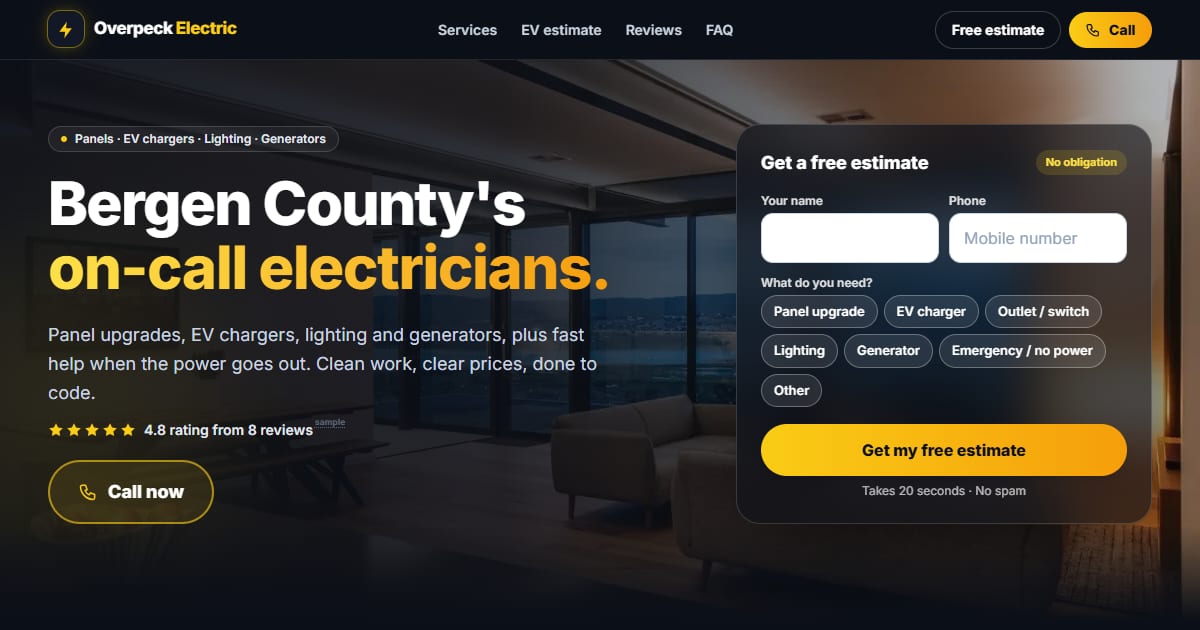 Overpeck Electric
Services
EV estimate
Reviews
FAQ
Free estimate
Call
Panels · EV chargers · Lighting · Generators
Bergen County's
on-call electricians.
Panel upgrades, EV chargers, lighting and generators, plus fast
help when the power goes out. Clean work, clear prices, done to
code.
4.8 rating from 8 reviews sample
Call now
Get a free estimate
No obligation
Your name
Phone
Mobile number
What do you need?
Panel upgrade
EV charger
Outlet / switch
Lighting
Generator
Emergency / no power
Other
Get my free estimate
Takes 20 seconds · No spam